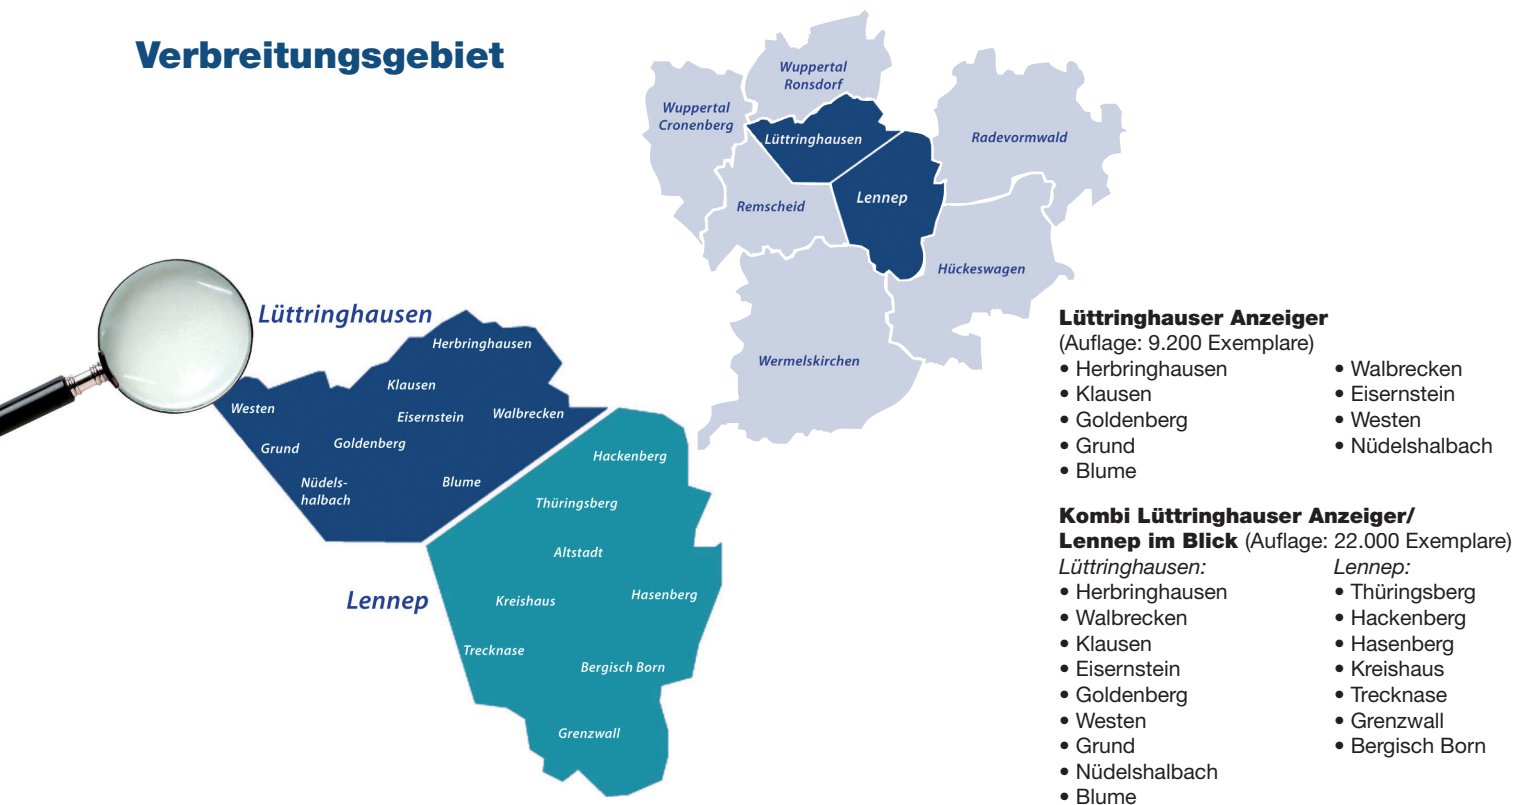 Verbreitungsgebiet
Wuppertal
Ronsdorf
Wuppertal
Cronenberg
Lüttringhausen
Radevormwald
Remscheid
Lennep
Hückeswagen
Wermelskirchen
Lüttringhausen
Herbringhausen
Klausen
Westen
Eisernstein
Walbrecken
Grund
Goldenberg
Nüdels-
halbach
Blume
Hackenberg
Thüringsberg
Altstadt
Lennep
Kreishaus
Hasenberg
Trecknase
Bergisch Born
Grenzwall
Lüttringhauser Anzeiger
(Auflage: 9.200 Exemplare)
• Herbringhausen
• Klausen
• Goldenberg
• Grund
• Blume
• Walbrecken
• Eisernstein
• Westen
• Nüdelshalbach
Kombi Lüttringhauser Anzeiger/
Lennep im Blick (Auflage: 22.000 Exemplare)
Lüttringhausen:
• Herbringhausen
• Walbrecken
• Klausen
• Eisernstein
• Goldenberg
• Westen
• Grund
• Nüdelshalbach
• Blume
Lennep:
• Thüringsberg
• Hackenberg
• Hasenberg
• Kreishaus
• Trecknase
• Grenzwall
• Bergisch Born